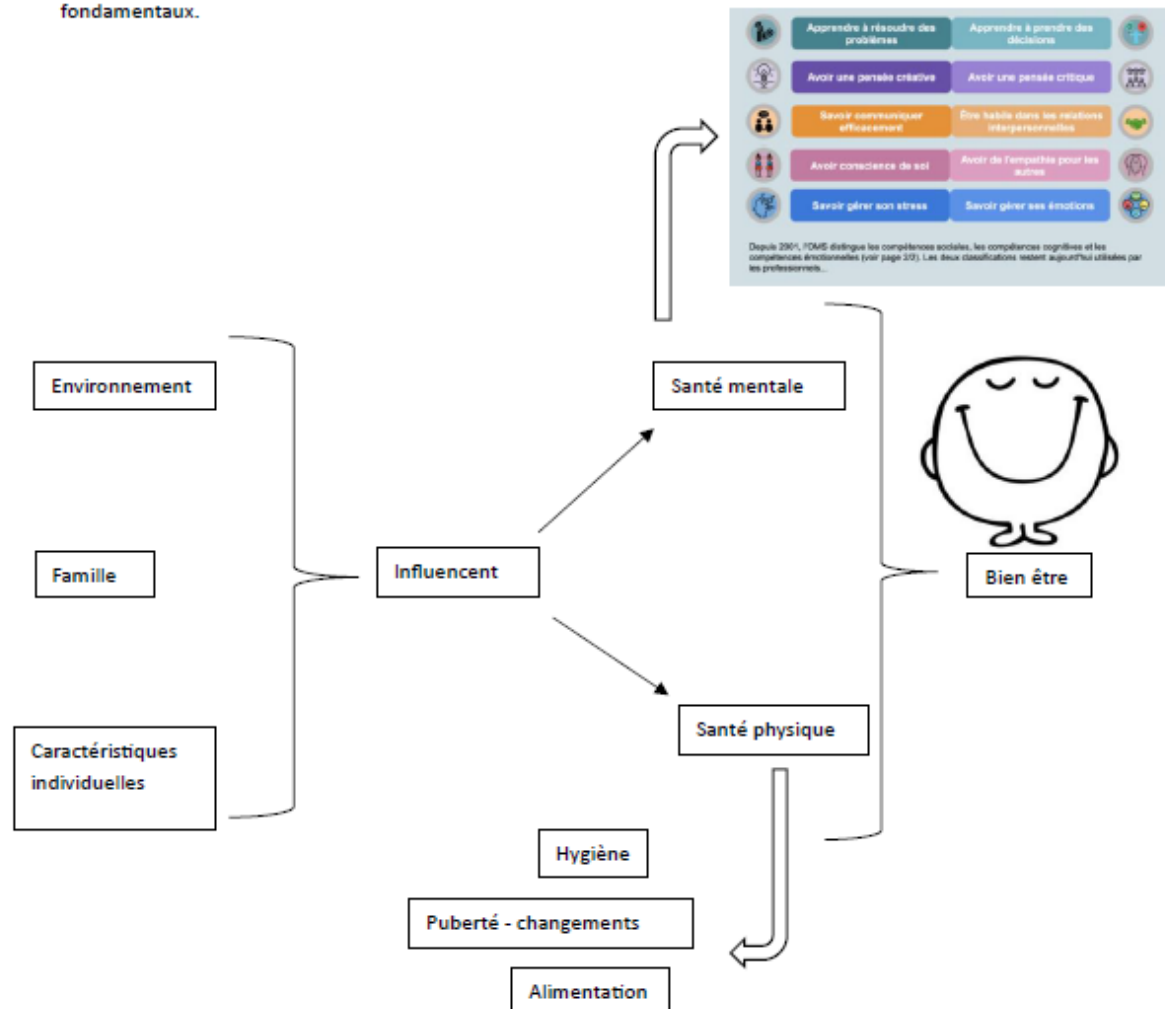 fondamentaux.
Apprendre à résoudre des
problèmes
Apprendre à prendre des
décisions
Avoir une pensée créative
Avoir une pensée critique
Savoir communiquer
efficacement
Être habile dans les relations
interpersonnelles
Avoir conscience de soi
Avoir de l'empathie pour les
autres
Savoir gérer son stress
Savoir gérer ses émotions
Depuis l'OMS distingue les compétences sociales, les compétences cognitives et les
compétences émotionnelles (voir page 2/2). Les deux classifications restent aujourd'hui utilisées par
les professionnels...
Environnement
Santé mentale
Famille
Influencent
Bien être
Caractéristiques
individuelles
Santé physique
Hygiène
Puberté - changements
Alimentation